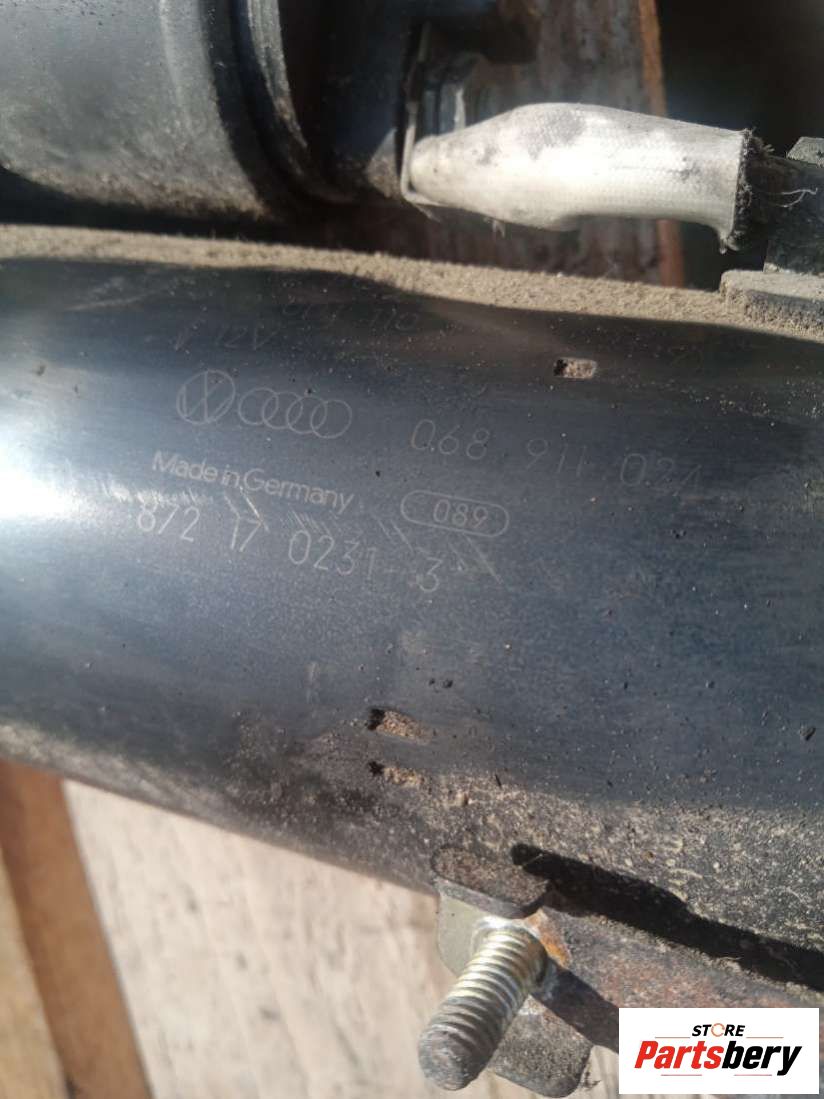 12V
068 911 024
Made in Germany
089
872 17 0231 3
STORE
Partsbery